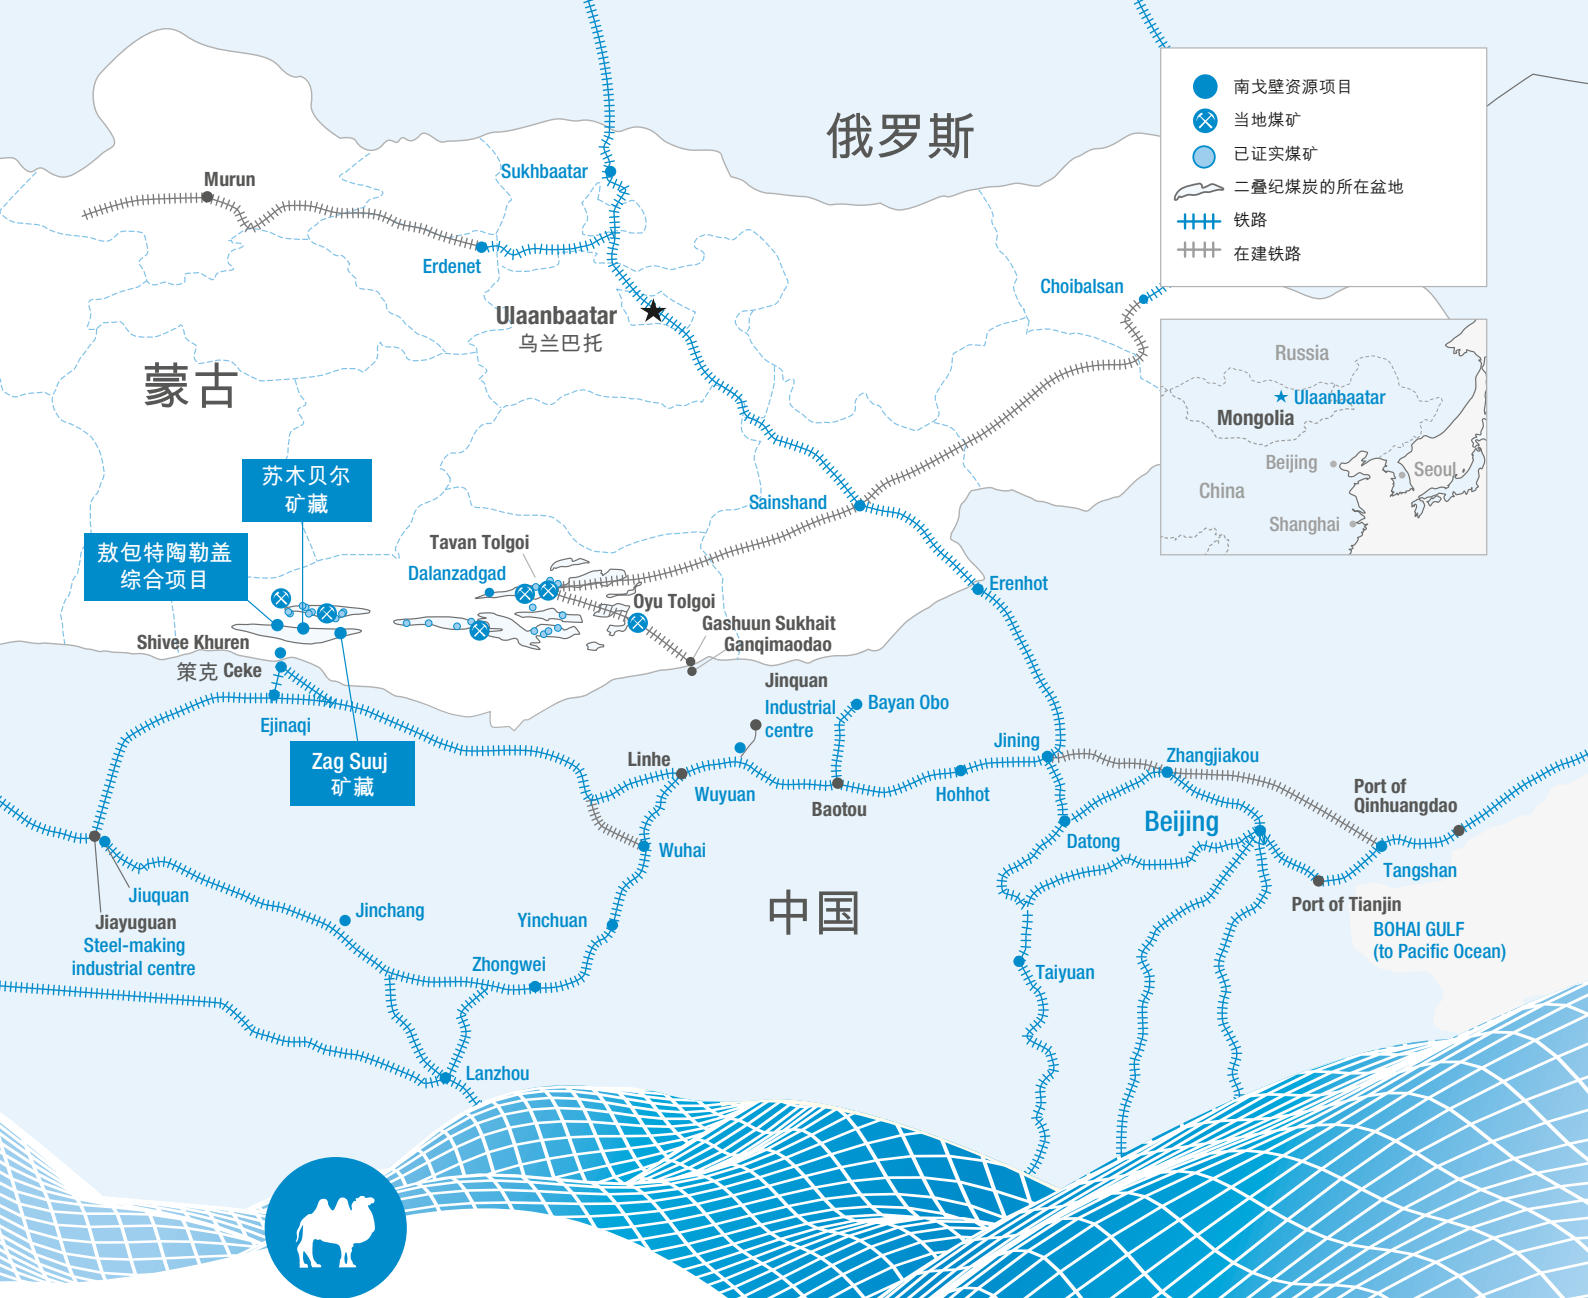 俄罗斯
南戈壁资源项目
当地煤矿
已证实煤矿
二叠纪煤炭的所在盆地
铁路
在建铁路
Murun
Sukhbaatar
Erdenet
Choibalsan
Ulaanbaatar
乌兰巴托
蒙古
Russia
Ulaanbaatar
Mongolia
Beijing
Seoul
China
Shanghai
苏木贝尔
矿藏
Sainshand
敖包特陶勒盖
综合项目
Tavan Tolgoi
Dalanzadgad
Erenhot
Oyu Tolgoi
Gashuun Sukhait
Ganqimaodao
Shivee Khuren
策克 Ceke
Jinquan
Industrial
centre
Bayan Obo
Ejinaqi
Zag Suuj
矿藏
Linhe
Wuyuan
Baotou
Hohhot
Jining
Zhangjiakou
Port of
Qinhuangdao
Beijing
Datong
Tangshan
Wuhai
Jiuquan
Jiayuguan
Steel-making
industrial centre
Jinchang
Yinchuan
中国
Port of Tianjin
BOHAI GULF
(to Pacific Ocean)
Zhongwei
Taiyuan
Lanzhou